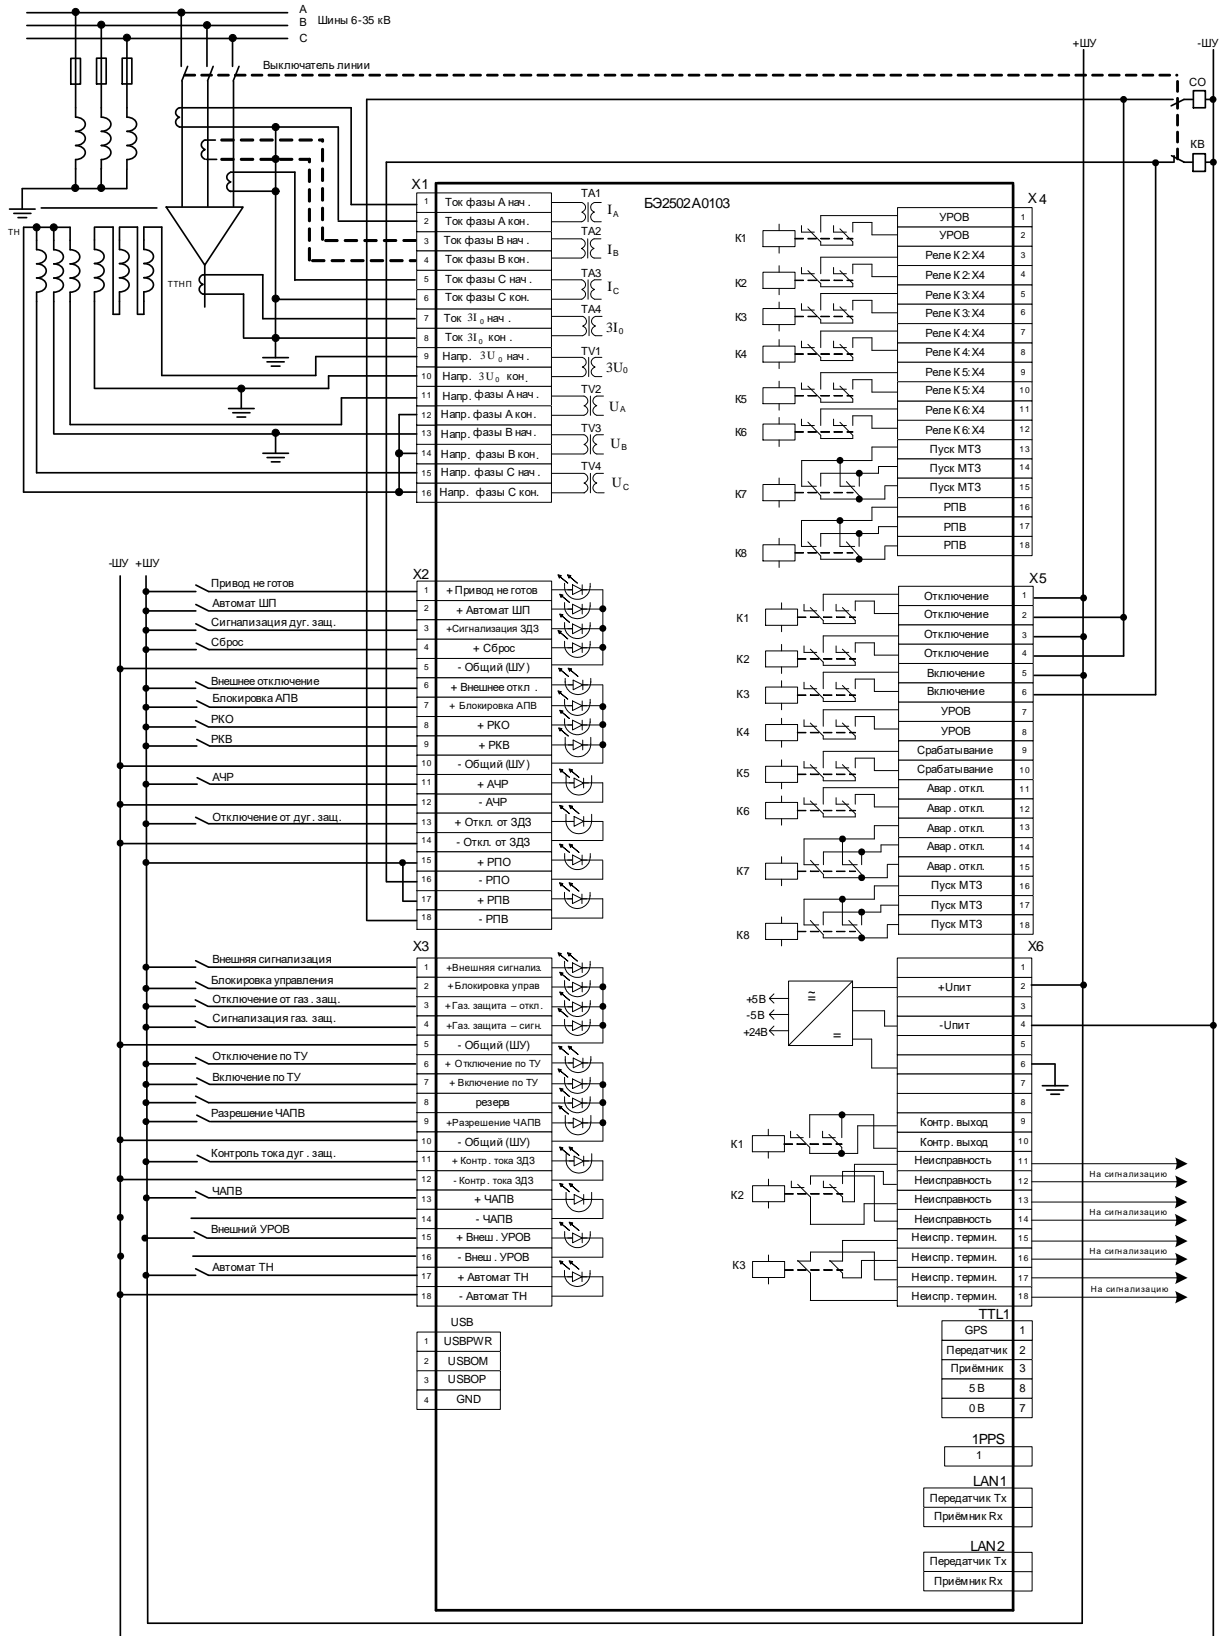 A
B
C
Шины 6-35 кВ
Выключатель линии
+ШУ
-ШУ
СО
КВ
ТН
ТТНП
БЭ2502А0103
X1
1 Ток фазы А нач.
2 Ток фазы А кон.
3 Ток фазы В нач.
4 Ток фазы В кон.
5 Ток фазы С нач.
6 Ток фазы С кон.
7 Ток 3I0 нач.
8 Ток 3I0 кон.
9 Напр. 3U0 нач.
10 Напр. 3U0 кон.
11 Напр. фазы А нач.
12 Напр. фазы А кон.
13 Напр. фазы В нач.
14 Напр. фазы В кон.
15 Напр. фазы С нач.
16 Напр. фазы С кон.
TA1 IA
TA2 IB
TA3 IC
TA4 3I0
TV1 3U0
TV2 UA
TV3 UB
TV4 UC
-ШУ +ШУ
Привод не готов
Автомат ШП
Сигнализация дуг. защ.
Сброс
Внешнее отключение
Блокировка АПВ
РКО
РКВ
АЧР
Отключение от дуг. защ.
X2
1 + Привод не готов
2 + Автомат ШП
3 +Сигнализация ЗДЗ
4 + Сброс
5 - Общий (ШУ)
6 + Внешнее откл.
7 + Блокировка АПВ
8 + РКО
9 + РКВ
10 - Общий (ШУ)
11 + АЧР
12 - АЧР
13 + Откл. от ЗДЗ
14 - Откл. от ЗДЗ
15 + РПО
16 - РПО
17 + РПВ
18 - РПВ
Внешняя сигнализация
Блокировка управления
Отключение от газ. защ.
Сигнализация газ. защ.
Отключение по ТУ
Включение по ТУ
Разрешение ЧАПВ
Контроль тока дуг. защ.
ЧАПВ
Внешний УРОВ
Автомат ТН
X3
1 +Внешняя сигнализ.
2 +Блокировка управ
3 +Газ. защита – откл.
4 +Газ. защита – сигн.
5 - Общий (ШУ)
6 + Отключение по ТУ
7 + Включение по ТУ
8 резерв
9 +Разрешение ЧАПВ
10 - Общий (ШУ)
11 + Контр. тока ЗДЗ
12 - Контр. тока ЗДЗ
13 + ЧАПВ
14 - ЧАПВ
15 + Внеш. УРОВ
16 - Внеш. УРОВ
17 + Автомат ТН
18 - Автомат ТН
USB
1 USBPWR
2 USBOM
3 USBOP
4 GND
X4
К1
К2
К3
К4
К5
К6
К7
К8
УРОВ 1
УРОВ 2
Реле К2:X4 3
Реле К2:X4 4
Реле К3:X4 5
Реле К3:X4 6
Реле К4:X4 7
Реле К4:X4 8
Реле К5:X4 9
Реле К5:X4 10
Реле К6:X4 11
Реле К6:X4 12
Пуск МТЗ 13
Пуск МТЗ 14
Пуск МТЗ 15
РПВ 16
РПВ 17
РПВ 18
X5
К1
К2
К3
К4
К5
К6
К7
К8
Отключение 1
Отключение 2
Отключение 3
Отключение 4
Включение 5
Включение 6
УРОВ 7
УРОВ 8
Срабатывание 9
Срабатывание 10
Авар. откл. 11
Авар. откл. 12
Авар. откл. 13
Авар. откл. 14
Авар. откл. 15
Пуск МТЗ 16
Пуск МТЗ 17
Пуск МТЗ 18
X6
+5В
-5В
+24В
≅
=
К1
К2
К3
1
+Uпит 2
3
-Uпит 4
5
6
7
8
Контр. выход 9
Контр. выход 10
Неисправность 11
Неисправность 12
Неисправность 13
Неисправность 14
Неиспр. термин. 15
Неиспр. термин. 16
Неиспр. термин. 17
Неиспр. термин. 18
На сигнализацию
На сигнализацию
На сигнализацию
На сигнализацию
TTL1
GPS 1
Передатчик 2
Приёмник 3
5 В 8
0 В 7
1PPS
1
LAN1
Передатчик Tx
Приёмник Rx
LAN2
Передатчик Tx
Приёмник Rx